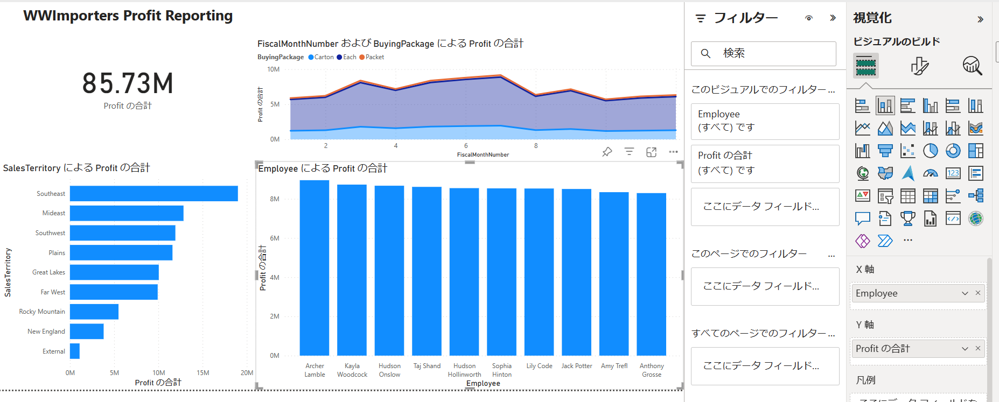 WWImporters Profit Reporting
85.73M
Profit の合計
FiscalMonthNumber および BuyingPackage による Profit の合計
BuyingPackage Carton Each Packet
Profit の合計
10M
5M
0M
2 4 6 8
FiscalMonthNumber
SalesTerritory による Profit の合計
SalesTerritory
Southeast
Mideast
Southwest
Plains
Great Lakes
Far West
Rocky Mountain
New England
External
0M 5M 10M 15M 20M
Profit の合計
Employee による Profit の合計
Profit の合計
8M
6M
4M
2M
0M
Archer Lamble
Kayla Woodcock
Hudson Onslow
Taj Shand
Hudson Hollinworth
Sophia Hinton
Lily Code
Jack Potter
Amy Trefl
Anthony Grosse
Employee
フィルター
検索
このビジュアルでのフィルター...
Employee
(すべて) です
Profit の合計
(すべて) です
ここにデータ フィールド...
このページでのフィルター ...
ここにデータ フィールド...
すべてのページでのフィルター...
ここにデータ フィールド...
視覚化
ビジュアルのビルド
123
X 軸
Employee
Y 軸
Profit の合計
凡例